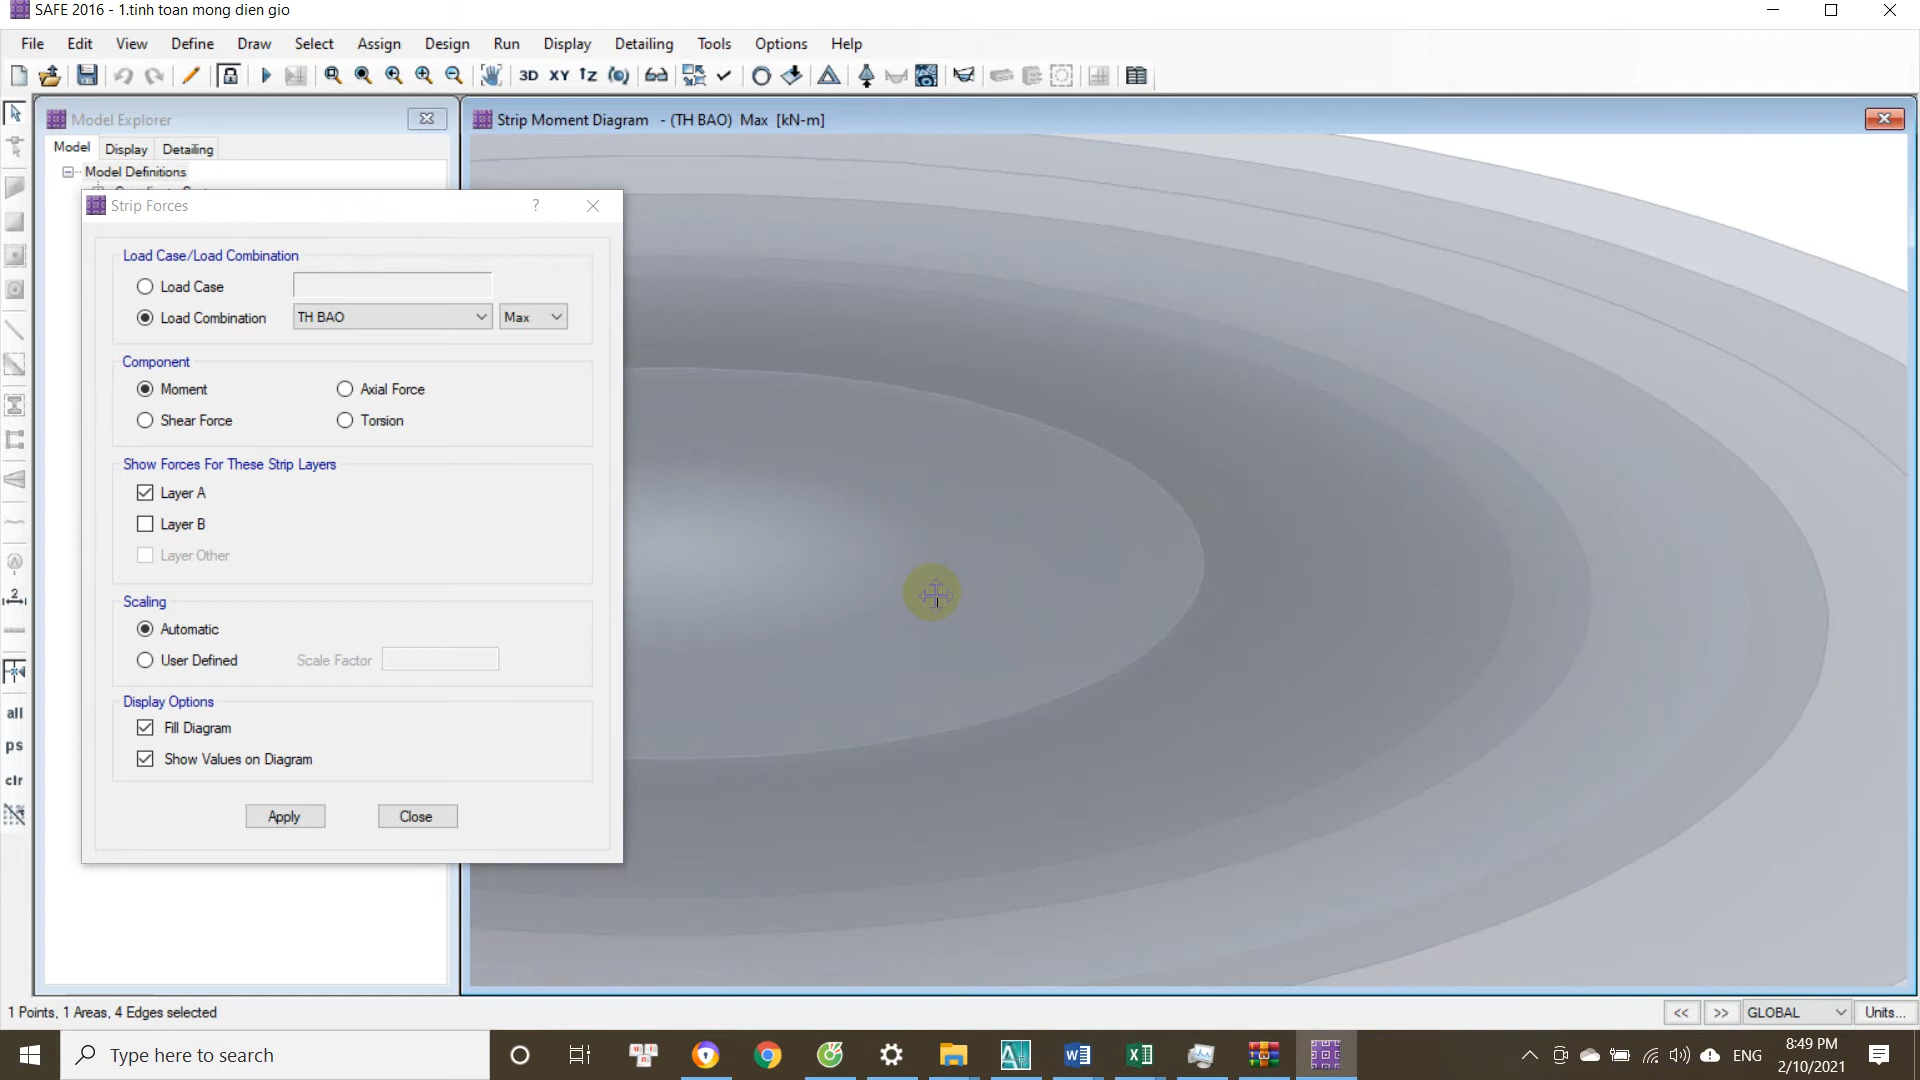 SAFE 2016 - 1.tinh toan mong dien gio
File Edit View Define Draw Select Assign Design Run Display Detailing Tools Options Help
3D XY
Model Explorer
Strip Moment Diagram - (TH BAO) Max [kN-m]
Model Display Detailing
Model Definitions
Strip Forces ?
Load Case/Load Combination
Load Case
Load Combination TH BAO Max
Component
Moment Axial Force
Shear Force Torsion
Show Forces For These Strip Layers
Layer A
Layer B
Layer Other
Scaling
Automatic
User Defined Scale Factor
Display Options
Fill Diagram
Show Values on Diagram
Apply Close
2
all
ps
clr
1 Points, 1 Areas, 4 Edges selected
<< >> GLOBAL Units...
Type here to search
ENG
8:49 PM
2/10/2021